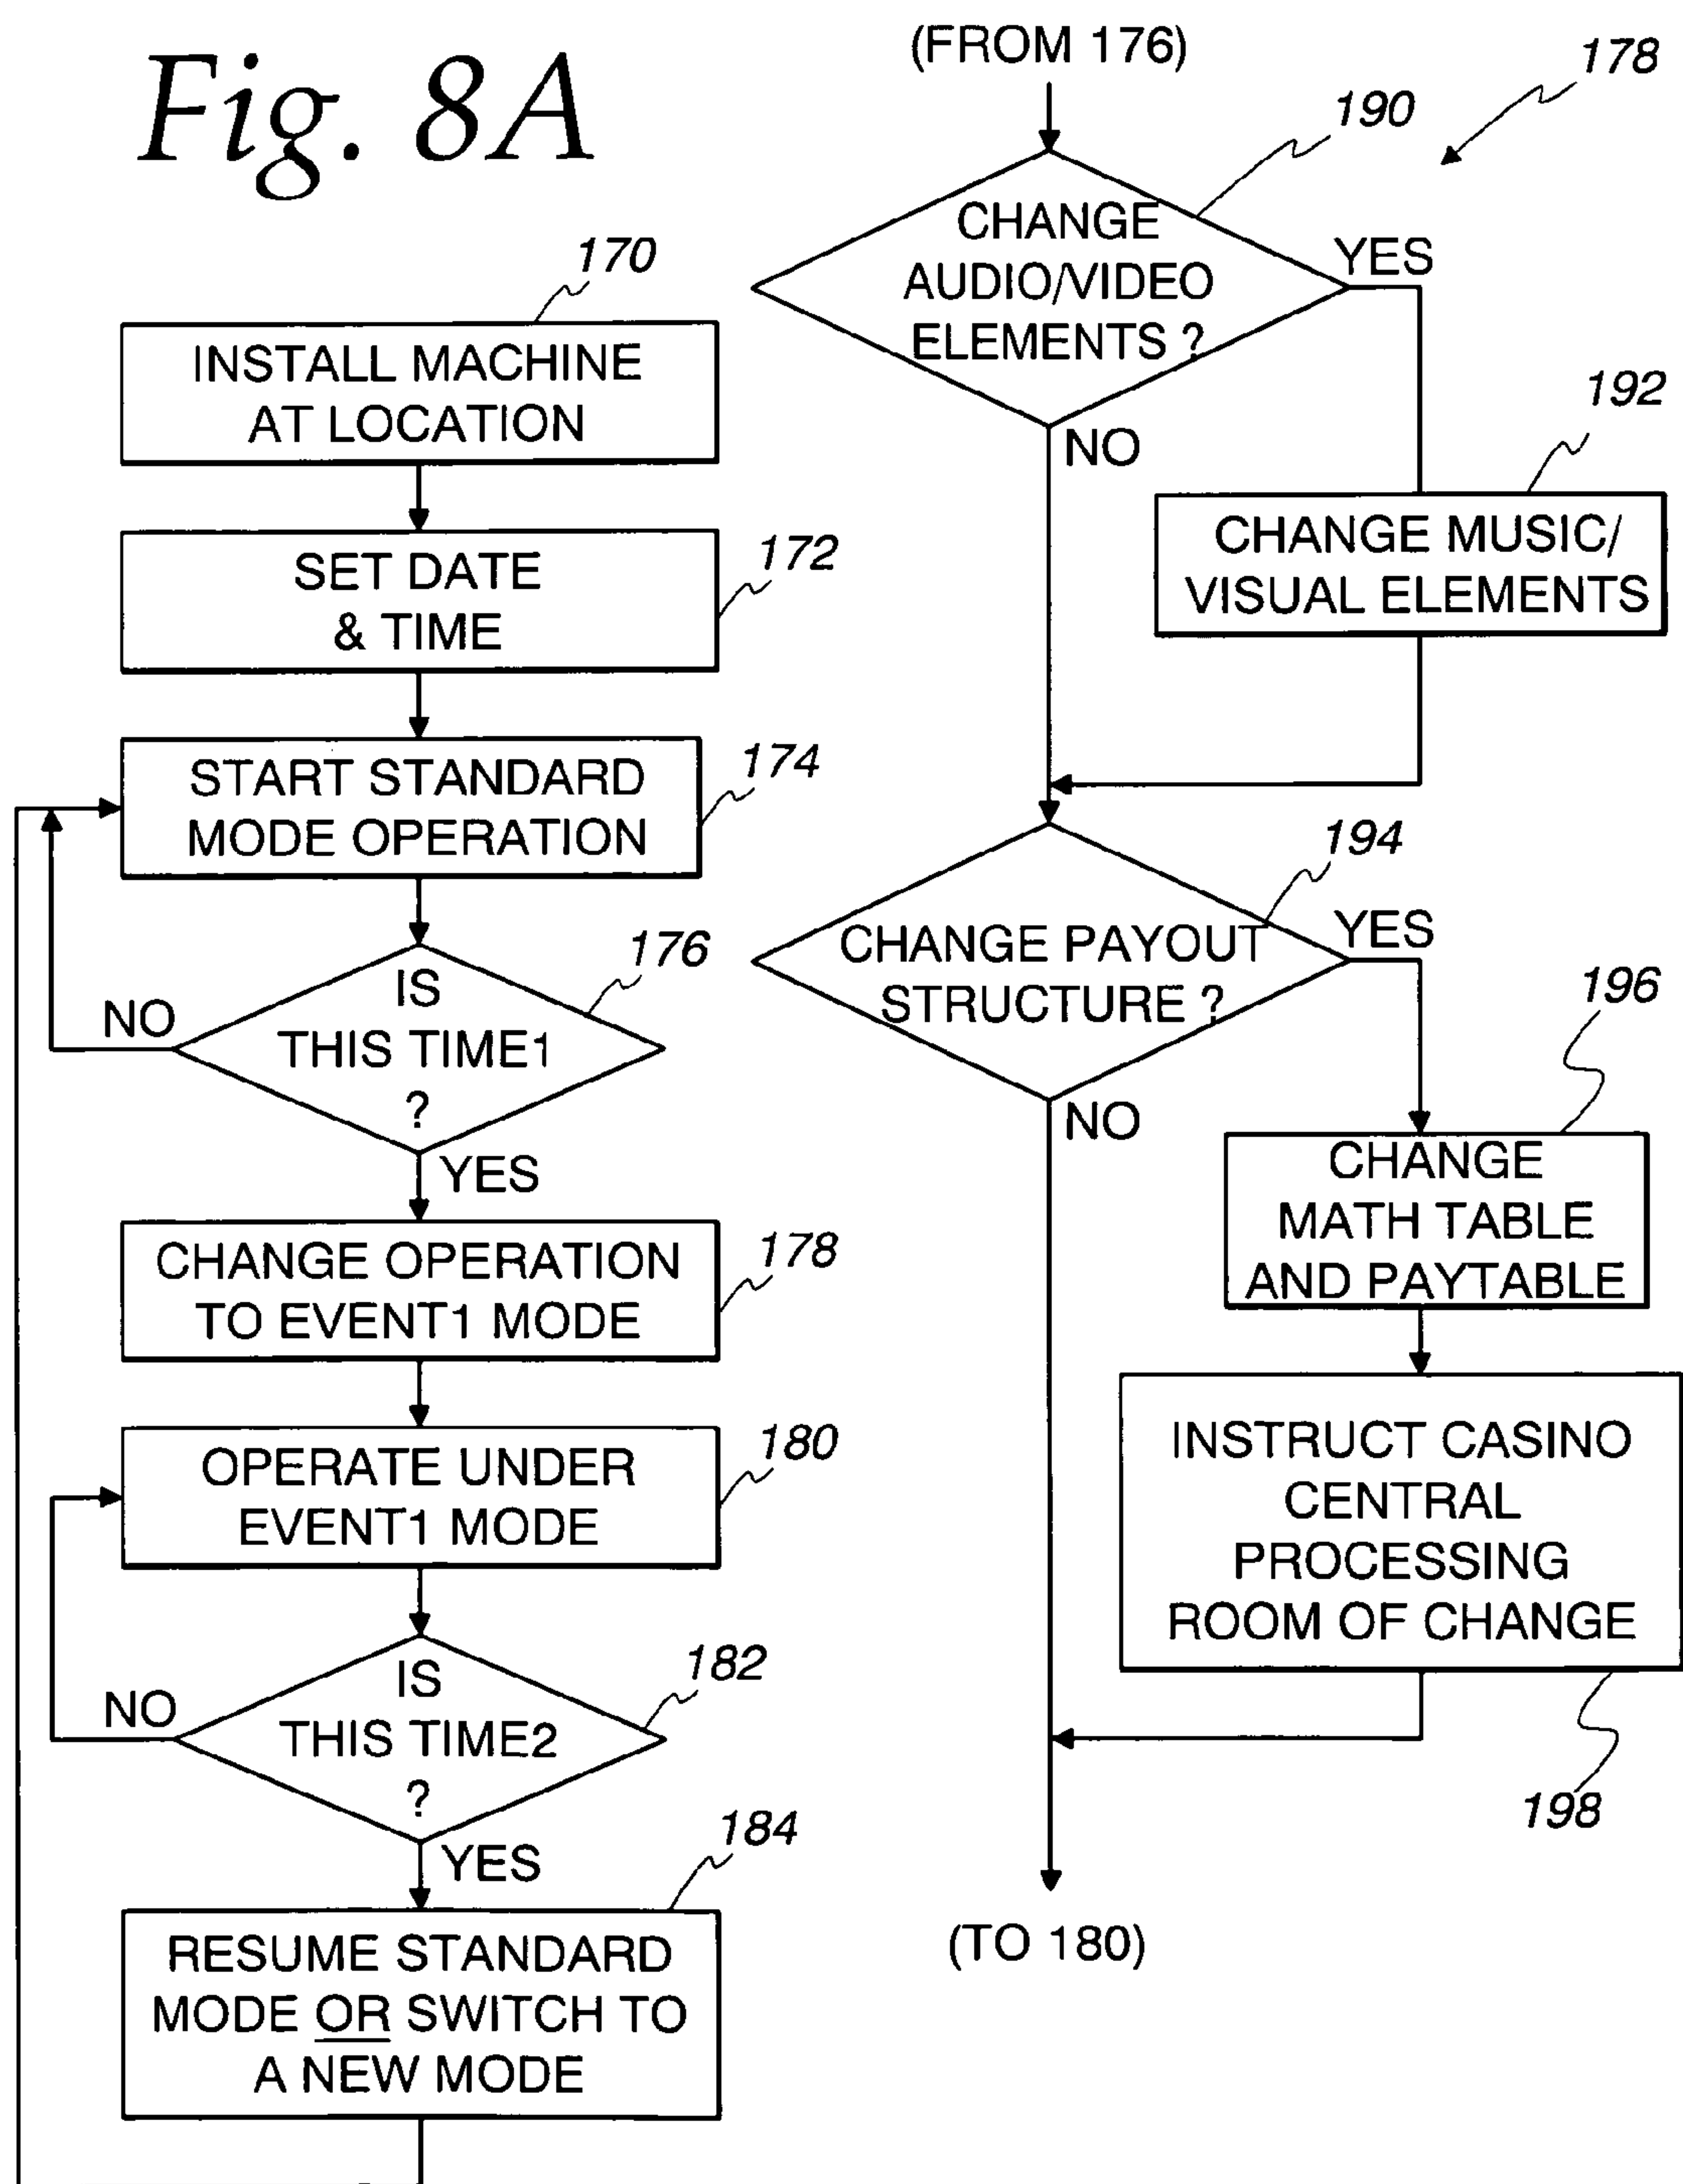 Fig. 8A
170
INSTALL MACHINE
AT LOCATION
172
SET DATE
& TIME
174
START STANDARD
MODE OPERATION
176
IS
THIS TIME1
?
NO
YES
178
CHANGE OPERATION
TO EVENT1 MODE
180
OPERATE UNDER
EVENT1 MODE
182
IS
THIS TIME2
?
NO
YES
184
RESUME STANDARD
MODE OR SWITCH TO
A NEW MODE
(FROM 176)
178
190
CHANGE
AUDIO/VIDEO
ELEMENTS ?
YES
NO
192
CHANGE MUSIC/
VISUAL ELEMENTS
194
CHANGE PAYOUT
STRUCTURE ?
YES
NO
196
CHANGE
MATH TABLE
AND PAYTABLE
INSTRUCT CASINO
CENTRAL
PROCESSING
ROOM OF CHANGE
198
(TO 180)